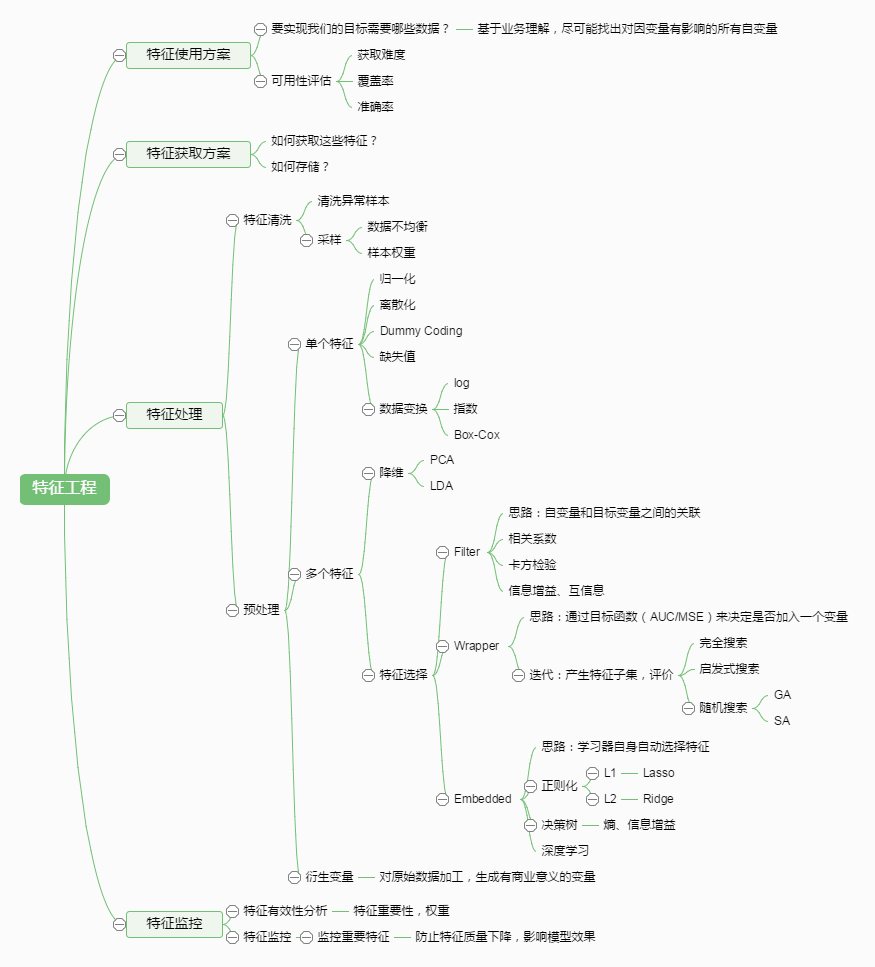 要实现我们的目标需要哪些数据？ 基于业务理解，尽可能找出对因变量有影响的所有自变量
特征使用方案
获取难度
可用性评估
覆盖率
准确率
如何获取这些特征？
特征获取方案
如何存储？
清洗异常样本
特征清洗
数据不均衡
采样
样本权重
归一化
离散化
Dummy Coding
单个特征
缺失值
log
数据变换
指数
特征处理
Box-Cox
PCA
降维
LDA
特征工程
思路：自变量和目标变量之间的关联
相关系数
Filter
卡方检验
多个特征
信息增益、互信息
预处理
思路：通过目标函数（AUC/MSE）来决定是否加入一个变量
Wrapper
完全搜索
启发式搜索
特征选择
迭代：产生特征子集，评价
GA
随机搜索
SA
思路：学习器自身自动选择特征
L1 Lasso
正则化
L2 Ridge
Embedded
决策树 熵、信息增益
深度学习
衍生变量 对原始数据加工，生成有商业意义的变量
特征有效性分析 特征重要性，权重
特征监控
特征监控 监控重要特征 防止特征质量下降，影响模型效果